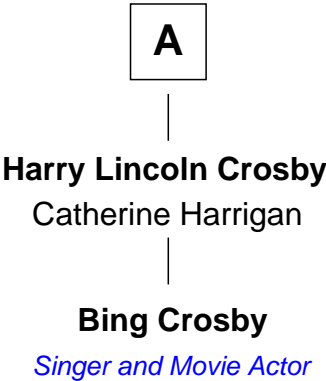 A
Harry Lincoln Crosby
Catherine Harrigan
Bing Crosby
Singer and Movie Actor